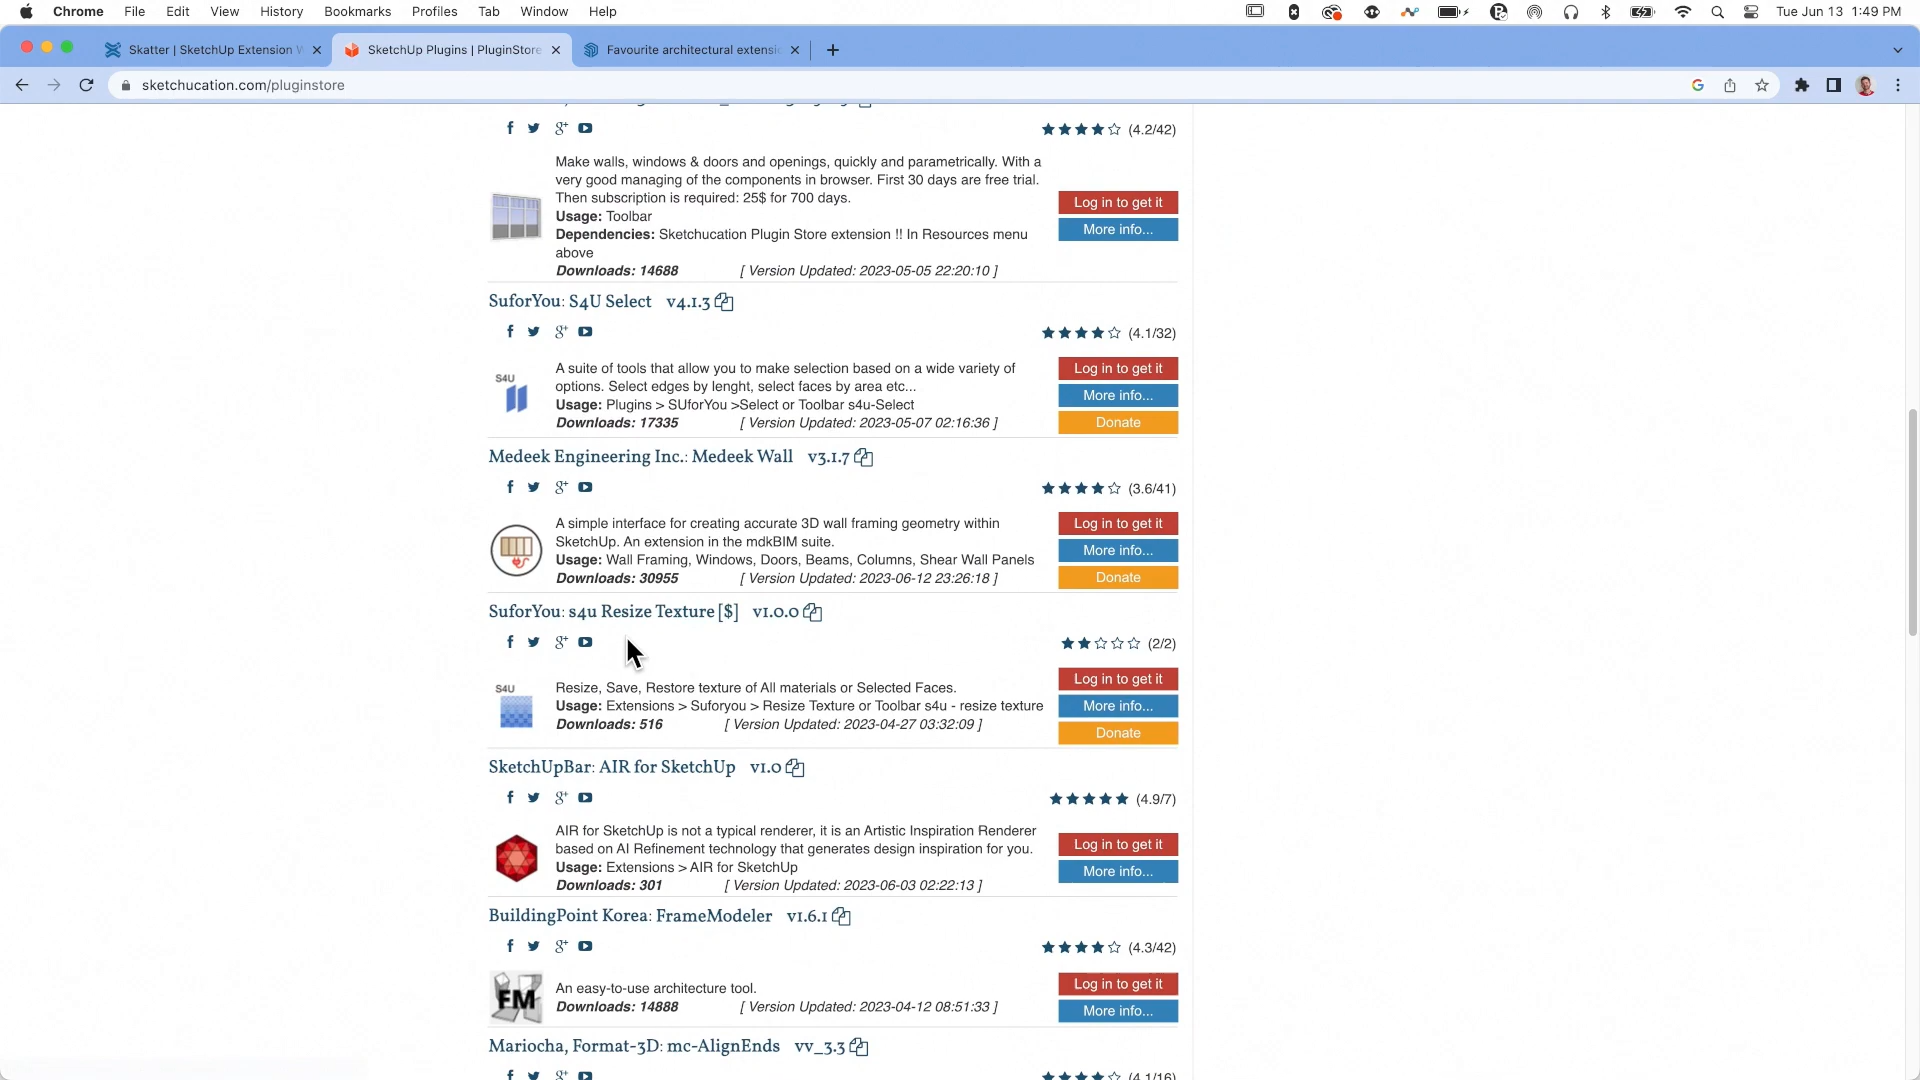 Chrome File Edit View History Bookmarks Profiles Tab Window Help Tue Jun 13 1:49 PM
Skatter | SketchUp Extension W SketchUp Plugins | PluginStore Favourite architectural extensi
sketchucation.com/pluginstore
(4.2/42)
Make walls, windows & doors and openings, quickly and parametrically. With a
very good managing of the components in browser. First 30 days are free trial.
Then subscription is required: 25$ for 700 days.
Log in to get it
Usage: Toolbar
More info...
Dependencies: Sketchucation Plugin Store extension !! In Resources menu
above
Downloads: 14688 [ Version Updated: 2023-05-05 22:20:10 ]
SuforYou: S4U Select v4.1.3
(4.1/32)
S4U
A suite of tools that allow you to make selection based on a wide variety of
options. Select edges by lenght, select faces by area etc...
Usage: Plugins > SUforYou >Select or Toolbar s4u-Select
Downloads: 17335 [ Version Updated: 2023-05-07 02:16:36 ]
Log in to get it
More info...
Donate
Medeek Engineering Inc.: Medeek Wall v3.1.7
(3.6/41)
A simple interface for creating accurate 3D wall framing geometry within
SketchUp. An extension in the mdkBIM suite.
Usage: Wall Framing, Windows, Doors, Beams, Columns, Shear Wall Panels
Downloads: 30955 [ Version Updated: 2023-06-12 23:26:18 ]
Log in to get it
More info...
Donate
SuforYou: s4u Resize Texture [$] v1.0.0
(2/2)
S4U
Resize, Save, Restore texture of All materials or Selected Faces.
Usage: Extensions > Suforyou > Resize Texture or Toolbar s4u - resize texture
Downloads: 516 [ Version Updated: 2023-04-27 03:32:09 ]
Log in to get it
More info...
Donate
SketchUpBar: AIR for SketchUp v1.0
(4.9/7)
AIR for SketchUp is not a typical renderer, it is an Artistic Inspiration Renderer
based on AI Refinement technology that generates design inspiration for you.
Usage: Extensions > AIR for SketchUp
Downloads: 301 [ Version Updated: 2023-06-03 02:22:13 ]
Log in to get it
More info...
BuildingPoint Korea: FrameModeler v1.6.1
(4.3/42)
FM
An easy-to-use architecture tool.
Downloads: 14888 [ Version Updated: 2023-04-12 08:51:33 ]
Log in to get it
More info...
Mariocha, Format-3D: mc-AlignEnds vv_3.3
(4.1/16)